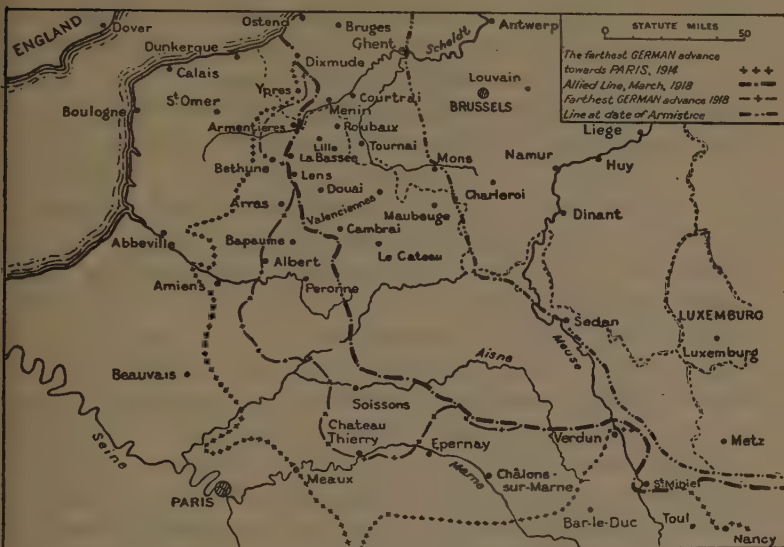 ENGLAND
Dover
Ostend
Bruges
Ghent
Antwerp
Scheldt
Dunkerque
Calais
Dixmude
Ypres
Louvain
BRUSSELS
Boulogne
St Omer
Menin
Courtrai
Armentières
Roubaix
Lille
Tournai
La Bassée
Bethune
Lens
Mons
Namur
Liege
Huy
Douai
Valenciennes
Charleroi
Arras
Maubeuge
Dinant
Abbeville
Bapaume
Cambrai
Le Cateau
Albert
Amiens
Peronne
Sedan
LUXEMBURG
Luxemburg
Meuse
Beauvais
Aisne
Soissons
Seine
Chateau
Thierry
Epernay
Verdun
Metz
Meaux
Marne
Châlons-
sur-Marne
PARIS
St Mihiel
Bar-le-Duc
Toul
Nancy
STATUTE MILES
0 50
The farthest GERMAN advance
towards PARIS, 1914
Allied Line, March, 1918
Farthest GERMAN advance 1918
Line at date of Armistice